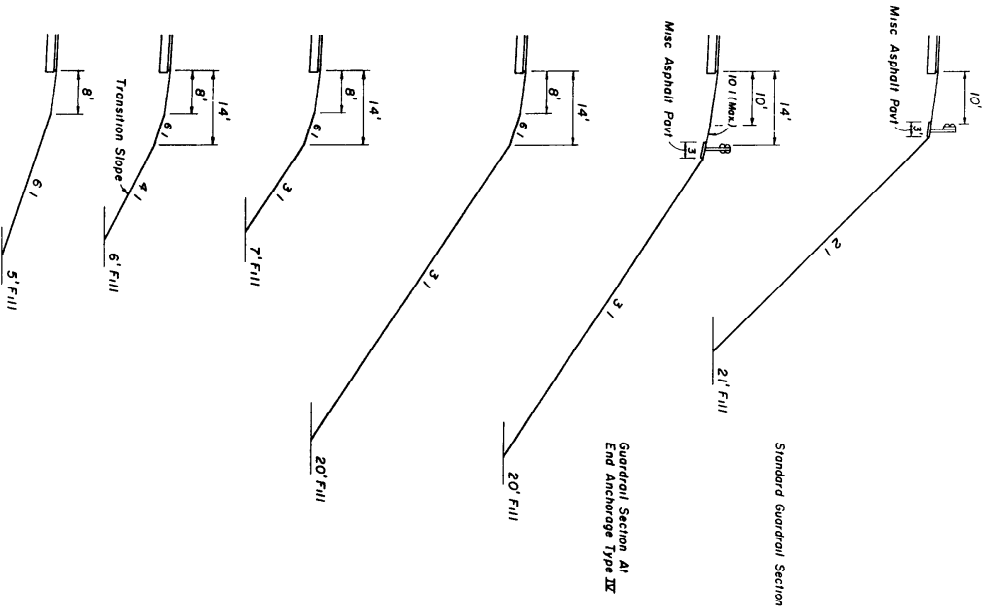 10'
Misc Asphalt Pavt
3'
2
1
21' Fill
Standard Guardrail Section
14'
10'
10 1 (Max.)
Misc Asphalt Pavt
3'
3
1
20' Fill
Guardrail Section At
End Anchorage Type IV
14'
8'
6 1
3
1
20' Fill
14'
8'
6 1
3
1
7' Fill
14'
8'
6 1
Transition Slope
4
1
6' Fill
8'
6
1
5' Fill